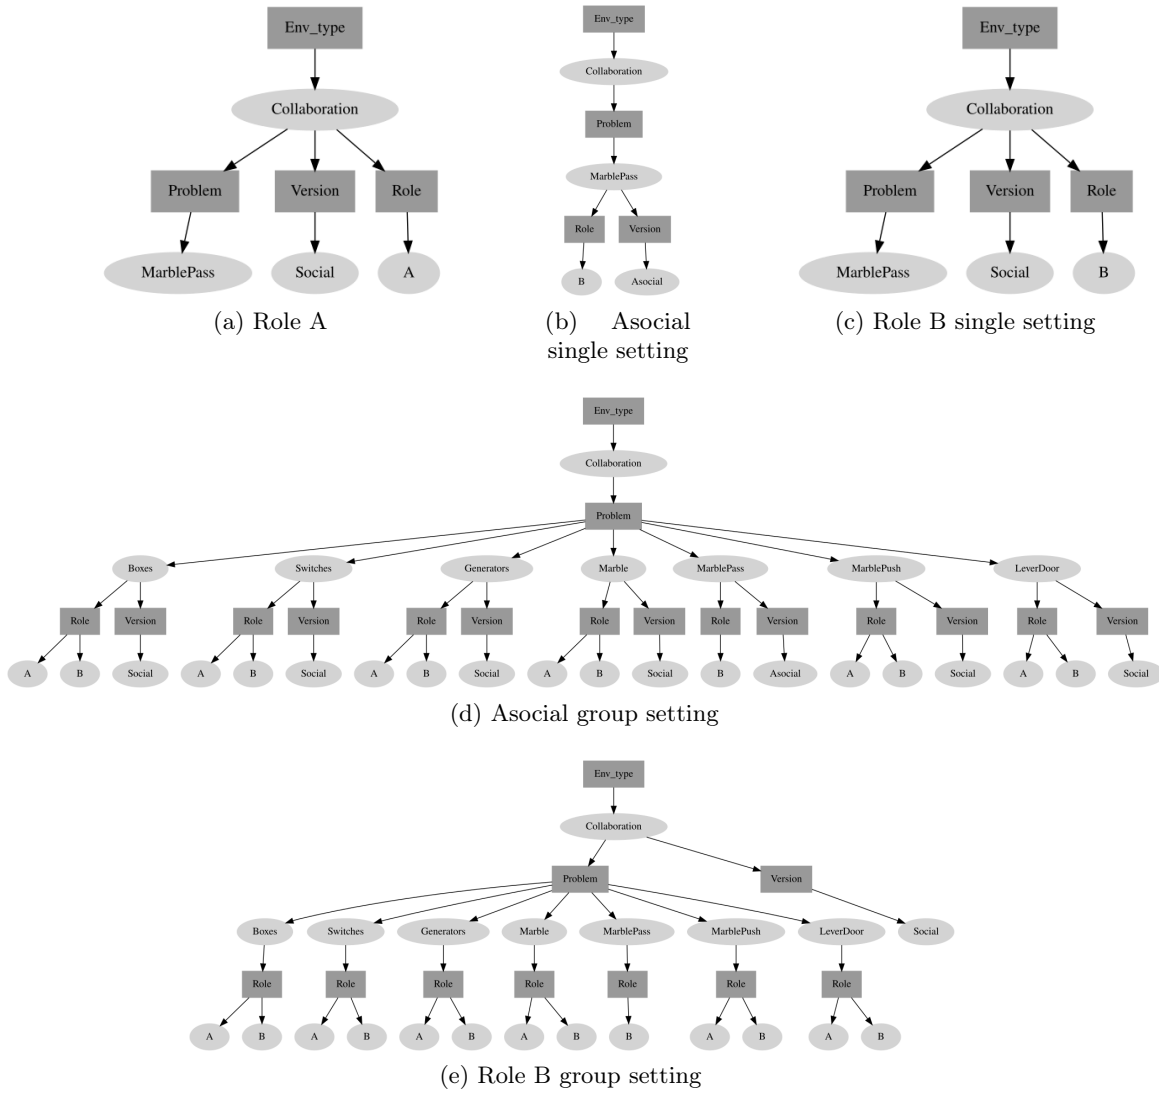 Env_type
Collaboration
Problem Version Role
MarblePass Social A
(a) Role A
Env_type
Collaboration
Problem
MarblePass
Role Version
B Asocial
(b) Asocial
single setting
Env_type
Collaboration
Problem Version Role
MarblePass Social B
(c) Role B single setting
Env_type
Collaboration
Problem
Boxes Switches Generators Marble MarblePass MarblePush LeverDoor
Role Version Role Version Role Version Role Version Role Version Role Version Role Version
A B Social A B Social A B Social A B Social B Asocial A B Social A B Social
(d) Asocial group setting
Env_type
Collaboration
Problem Version
Boxes Switches Generators Marble MarblePass MarblePush LeverDoor Social
Role Role Role Role Role Role Role
A B A B A B A B B A B A B
(e) Role B group setting